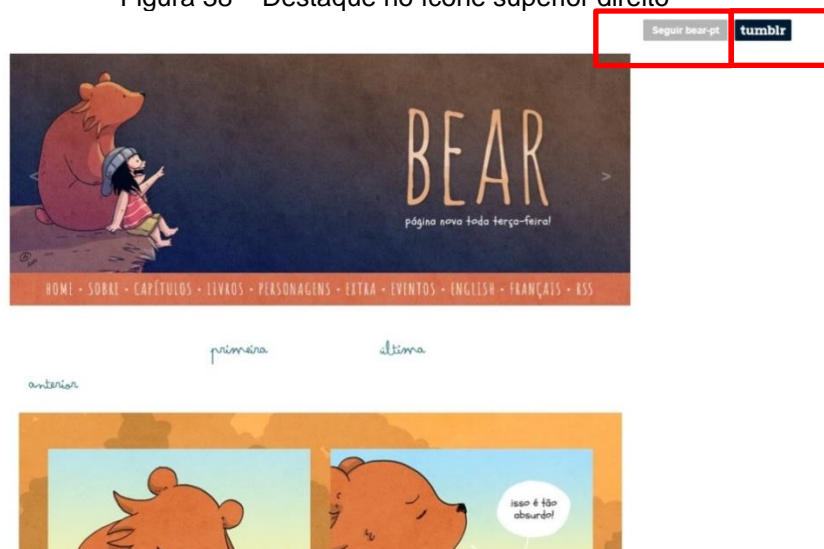 Figura 38 – Destaque no ícone superior direito
Seguir bear-pt tumblr
BEAR
página nova toda terça-feira!
< >
HOME • SOBRE • CAPÍTULOS • LIVROS • PERSONAGENS • EXTRA • EVENTOS • ENGLISH • FRANÇAIS • RSS
primeira última
anterior
isso é tão
absurdo!